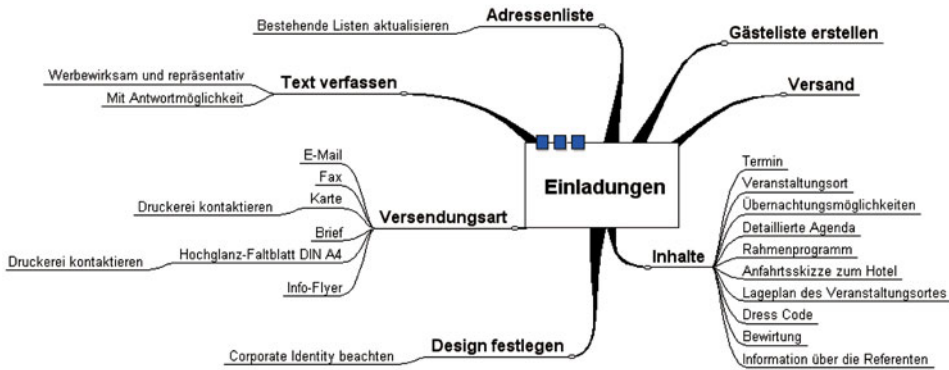 Adressenliste
Bestehende Listen aktualisieren
Gästeliste erstellen
Werbewirksam und repräsentativ
Text verfassen
Mit Antwortmöglichkeit
Versand
Einladungen
E-Mail
Fax
Druckerei kontaktieren
Karte
Versendungsart
Brief
Druckerei kontaktieren
Hochglanz-Faltblatt DIN A4
Info-Flyer
Inhalte
Termin
Veranstaltungsort
Übernachtungsmöglichkeiten
Detaillierte Agenda
Rahmenprogramm
Anfahrtsskizze zum Hotel
Lageplan des Veranstaltungsortes
Dress Code
Bewirtung
Information über die Referenten
Design festlegen
Corporate Identity beachten